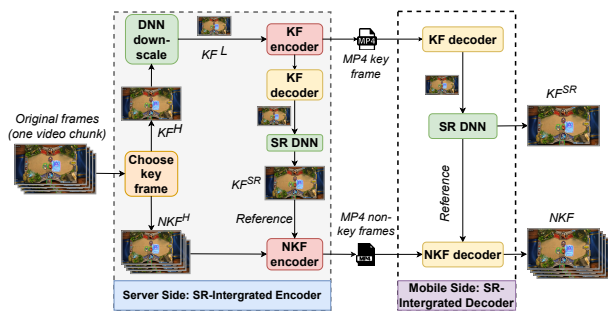 DNN
down-
scale
KF L
KF
encoder
MP4
MP4 key
frame
KF decoder
KF
decoder
Original frames
(one video chunk)
KF^H
SR DNN
SR DNN
KF^SR
Choose
key
frame
KF^SR
Reference
Reference
NKF^H
MP4 non-
key frames
NKF
NKF
encoder
MP4
NKF decoder
Server Side: SR-Intergrated Encoder
Mobile Side: SR-
Intergrated Decoder